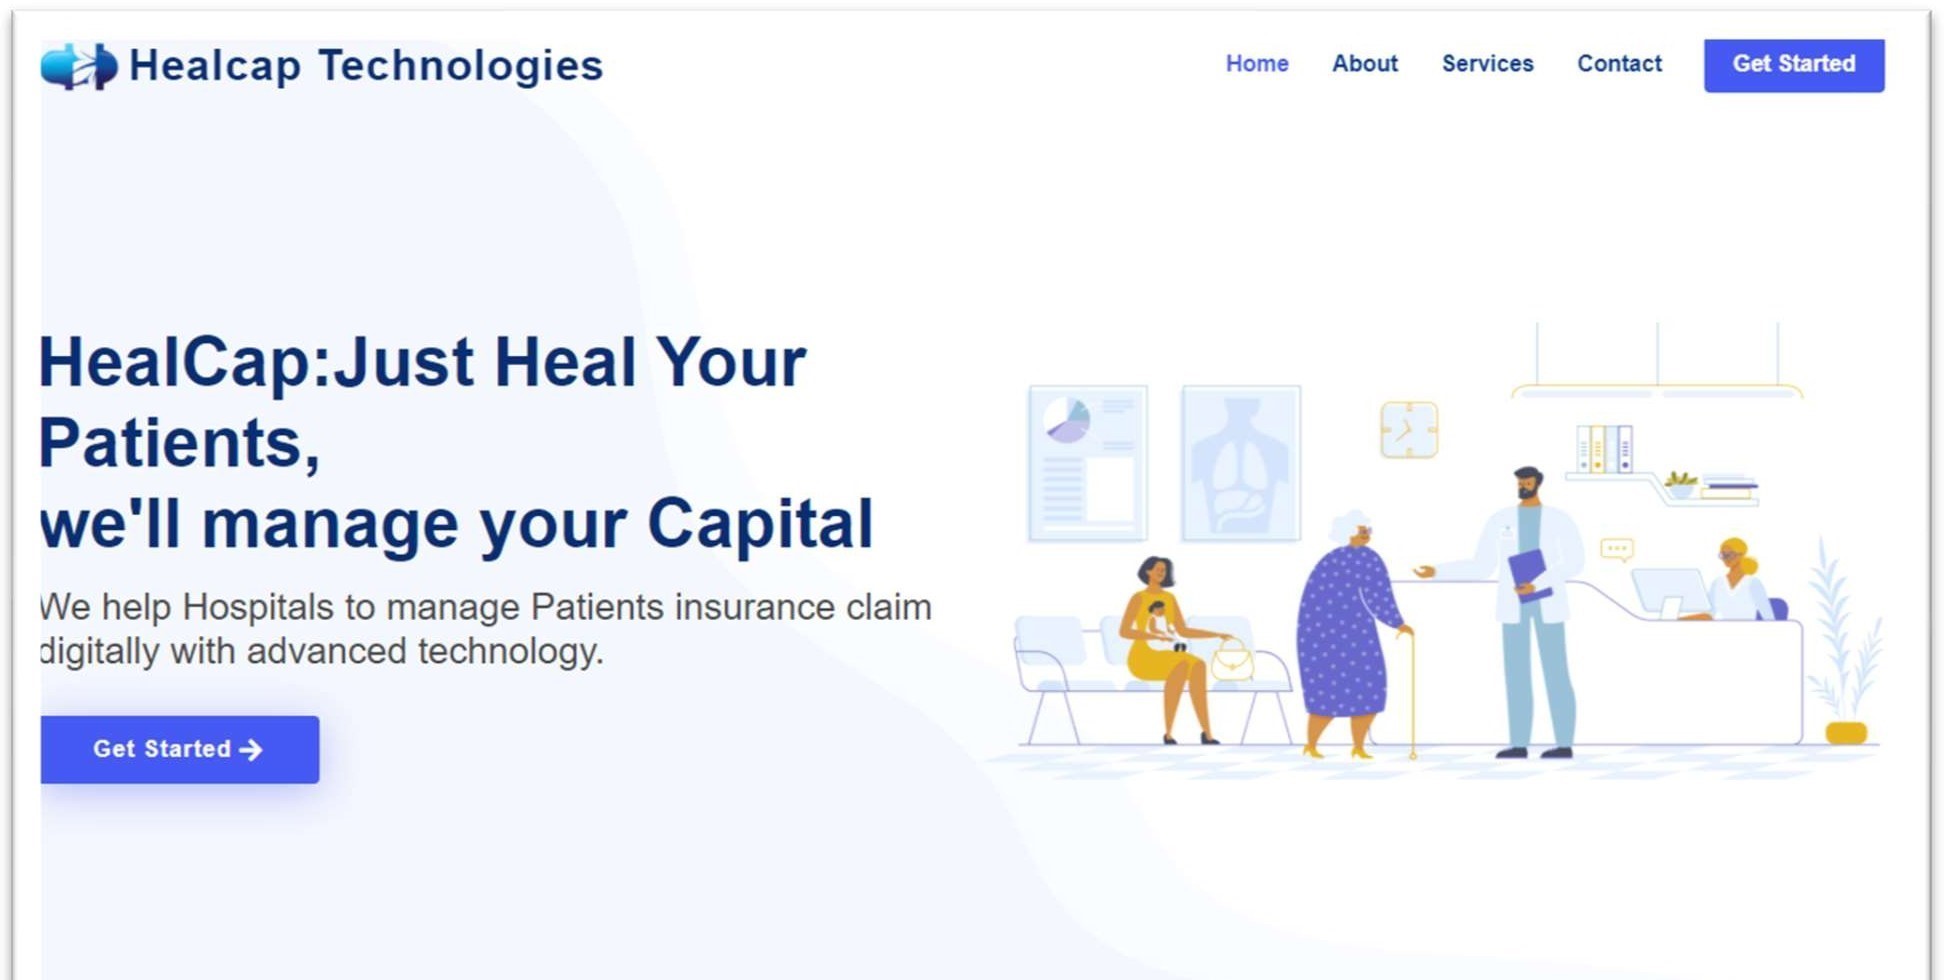 Healcap Technologies
Home About Services Contact Get Started
HealCap:Just Heal Your
Patients,
we'll manage your Capital
We help Hospitals to manage Patients insurance claim
digitally with advanced technology.
Get Started →